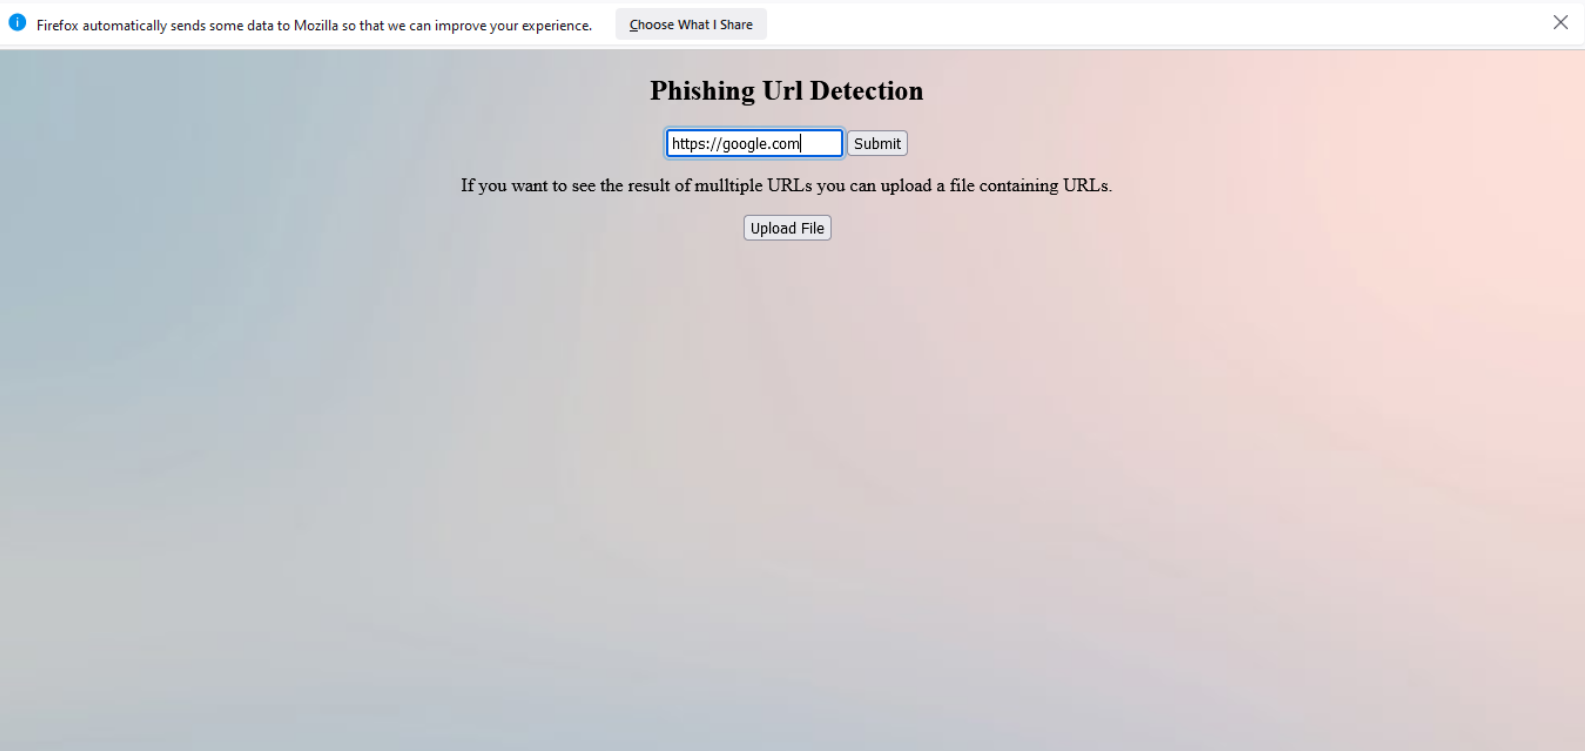 Firefox automatically sends some data to Mozilla so that we can improve your experience. Choose What I Share
Phishing Url Detection
https://google.com Submit
If you want to see the result of mulltiple URLs you can upload a file containing URLs.
Upload File